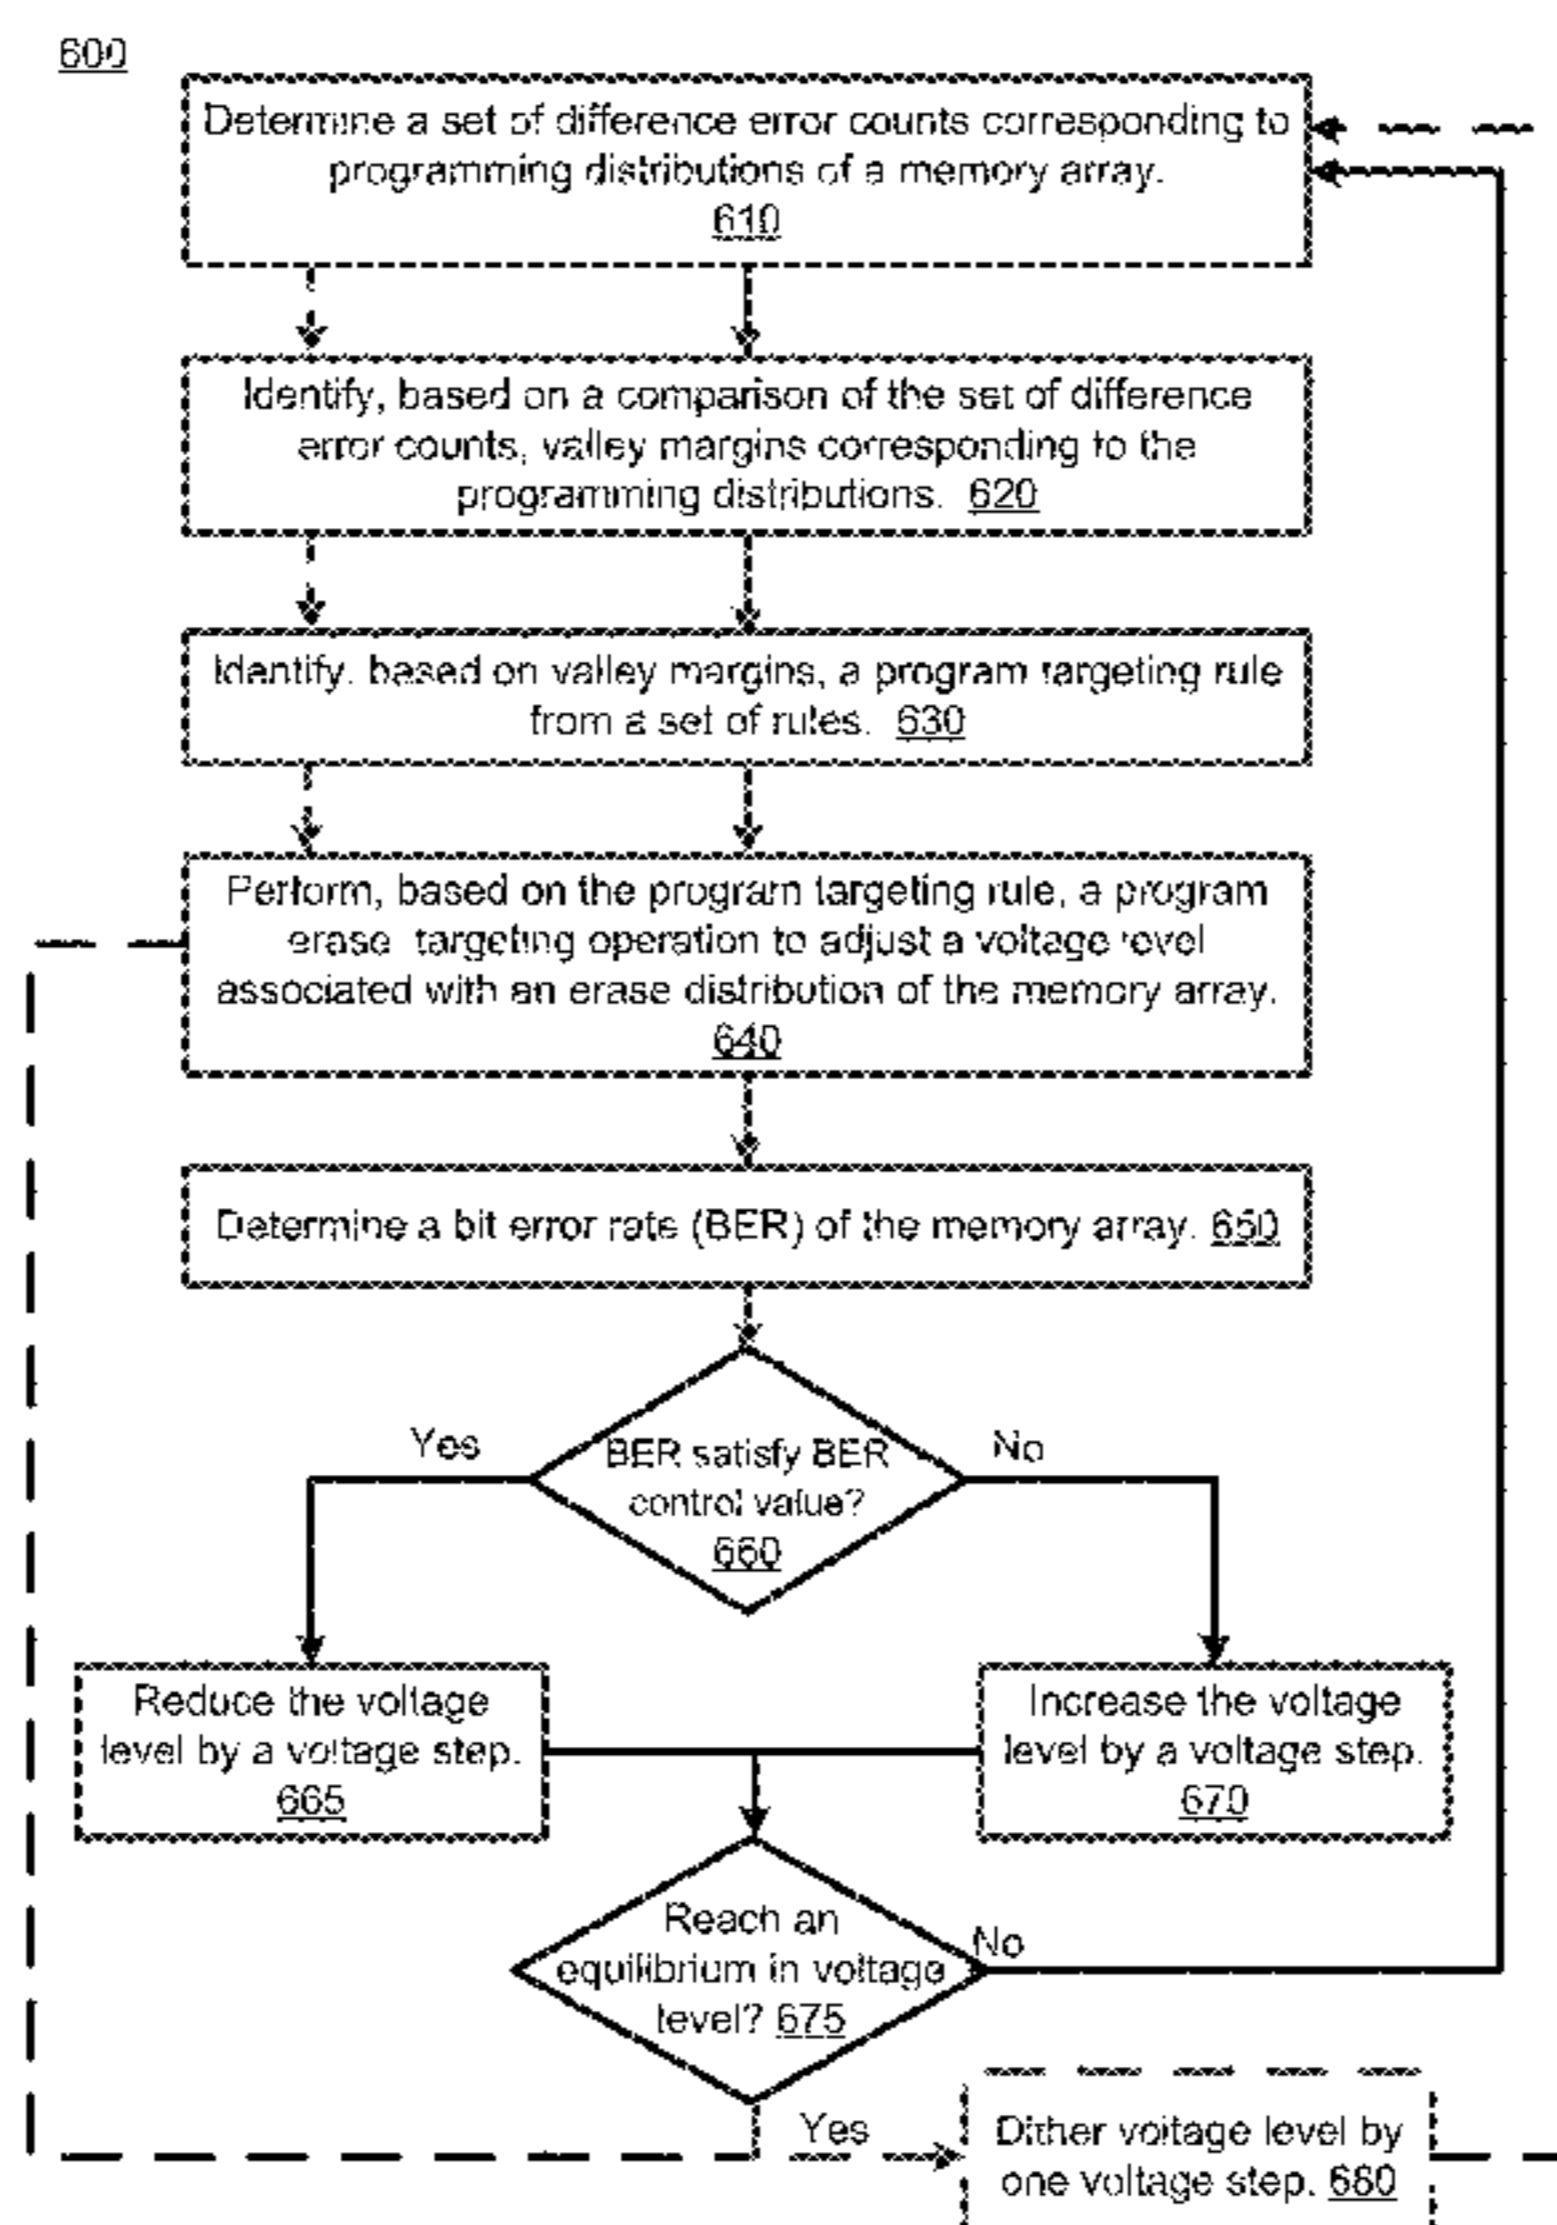 600
Determine a set of difference error counts corresponding to
programming distributions of a memory array.
610
Identify, based on a comparison of the set of difference
error counts, valley margins corresponding to the
programming distributions. 620
Identify, based on valley margins, a program targeting rule
from a set of rules. 630
Perform, based on the program targeting rule, a program
erase targeting operation to adjust a voltage level
associated with an erase distribution of the memory array.
640
Determine a bit error rate (BER) of the memory array. 650
Yes
No
BER satisfy BER
control value?
660
Reduce the voltage
level by a voltage step.
665
Increase the voltage
level by a voltage step.
670
Reach an
equilibrium in voltage
level? 675
No
Yes
Dither voltage level by
one voltage step. 680